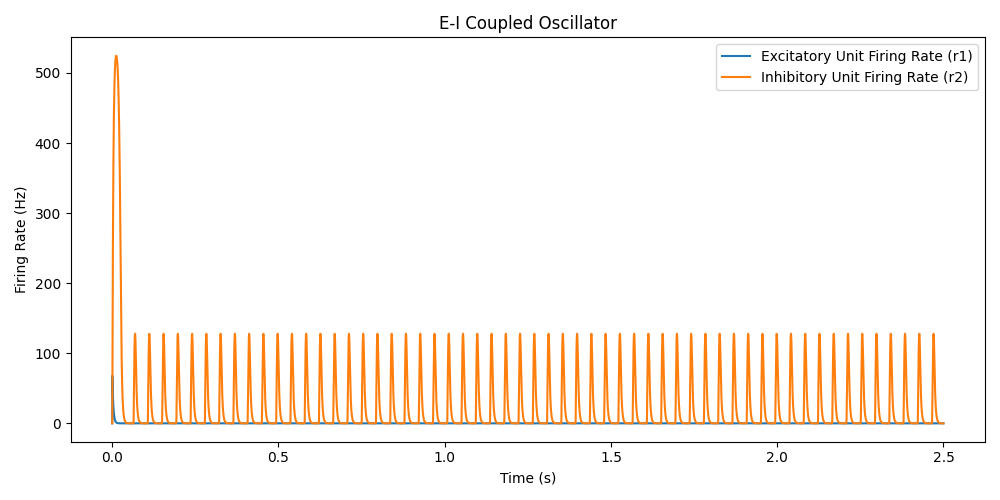 E-I Coupled Oscillator
Excitatory Unit Firing Rate (r1)
Inhibitory Unit Firing Rate (r2)
Firing Rate (Hz)
500
400
300
200
100
0
0.0 0.5 1.0 1.5 2.0 2.5
Time (s)